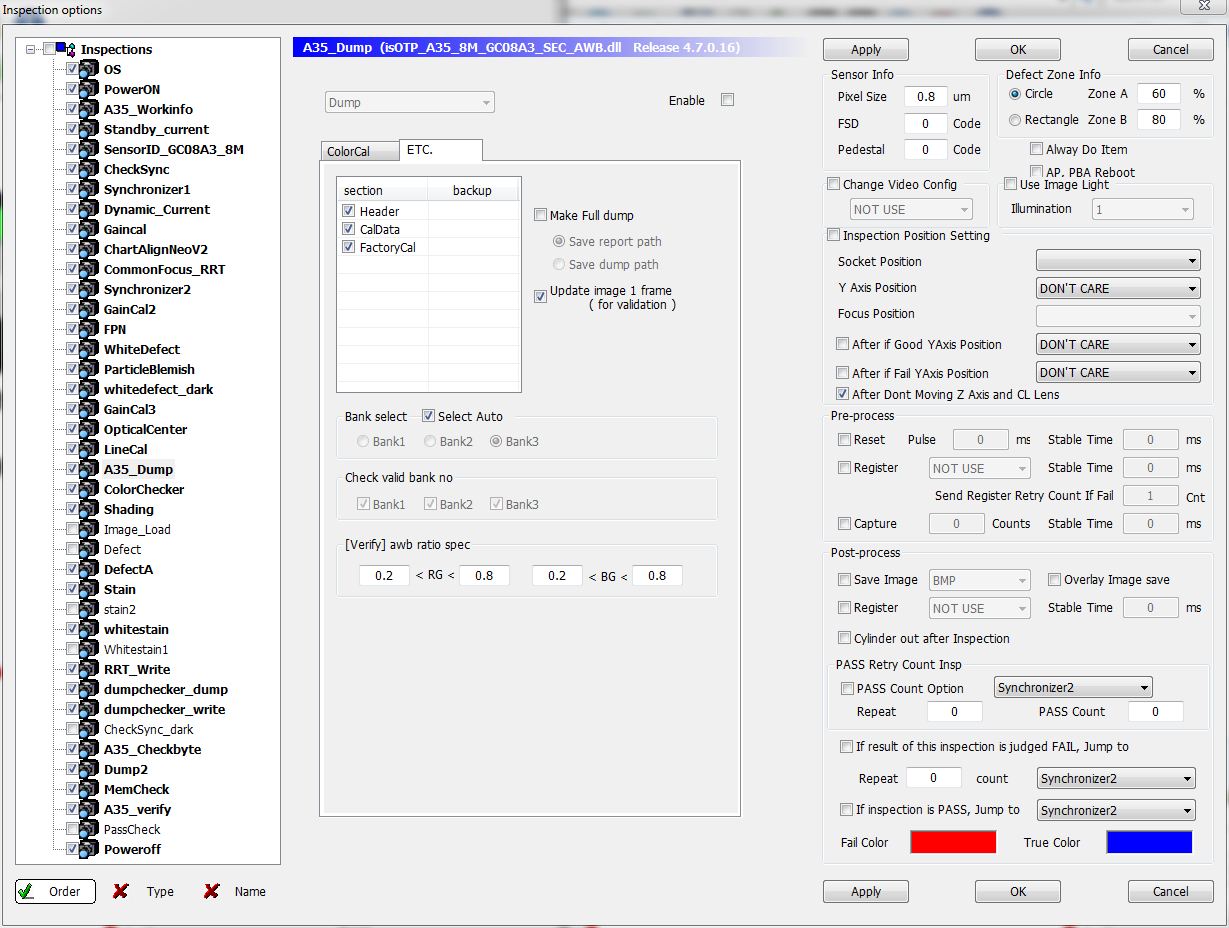 Inspection options
Inspections
OS
PowerON
A35_Workinfo
Standby_current
SensorID_GC08A3_8M
CheckSync
Synchronizer1
Dynamic_Current
Gaincal
ChartAlignNeoV2
CommonFocus_RRT
Synchronizer2
GainCal2
FPN
WhiteDefect
ParticleBlemish
whitedefect_dark
GainCal3
OpticalCenter
LineCal
A35_Dump
ColorChecker
Shading
Image_Load
Defect
DefectA
Stain
stain2
whitestain
Whitestain1
RRT_Write
dumpchecker_dump
dumpchecker_write
CheckSync_dark
A35_Checkbyte
Dump2
MemCheck
A35_verify
PassCheck
Poweroff
Order Type Name
A35_Dump (isOTP_A35_8M_GC08A3_SEC_AWB.dll Release 4.7.0.16)
Dump Enable
ColorCal ETC.
section backup
Header
CalData
FactoryCal
Make Full dump
Save report path
Save dump path
Update image 1 frame
( for validation )
Bank select Select Auto
Bank1 Bank2 Bank3
Check valid bank no
Bank1 Bank2 Bank3
[Verify] awb ratio spec
0.2 < RG < 0.8 0.2 < BG < 0.8
Apply OK Cancel
Sensor Info
Pixel Size 0.8 um
FSD 0 Code
Pedestal 0 Code
Defect Zone Info
Circle Zone A 60 %
Rectangle Zone B 80 %
Alway Do Item
AP, PBA Reboot
Change Video Config
NOT USE
Use Image Light
Illumination 1
Inspection Position Setting
Socket Position
Y Axis Position DON'T CARE
Focus Position
After if Good YAxis Position DON'T CARE
After if Fail YAxis Position DON'T CARE
After Dont Moving Z Axis and CL Lens
Pre-process
Reset Pulse 0 ms Stable Time 0 ms
Register NOT USE Stable Time 0 ms
Send Register Retry Count If Fail 1 Cnt
Capture 0 Counts Stable Time 0 ms
Post-process
Save Image BMP Overlay Image save
Register NOT USE Stable Time 0 ms
Cylinder out after Inspection
PASS Retry Count Insp
PASS Count Option Synchronizer2
Repeat 0 PASS Count 0
If result of this inspection is judged FAIL, Jump to
Repeat 0 count Synchronizer2
If inspection is PASS, Jump to Synchronizer2
Fail Color True Color
Apply OK Cancel